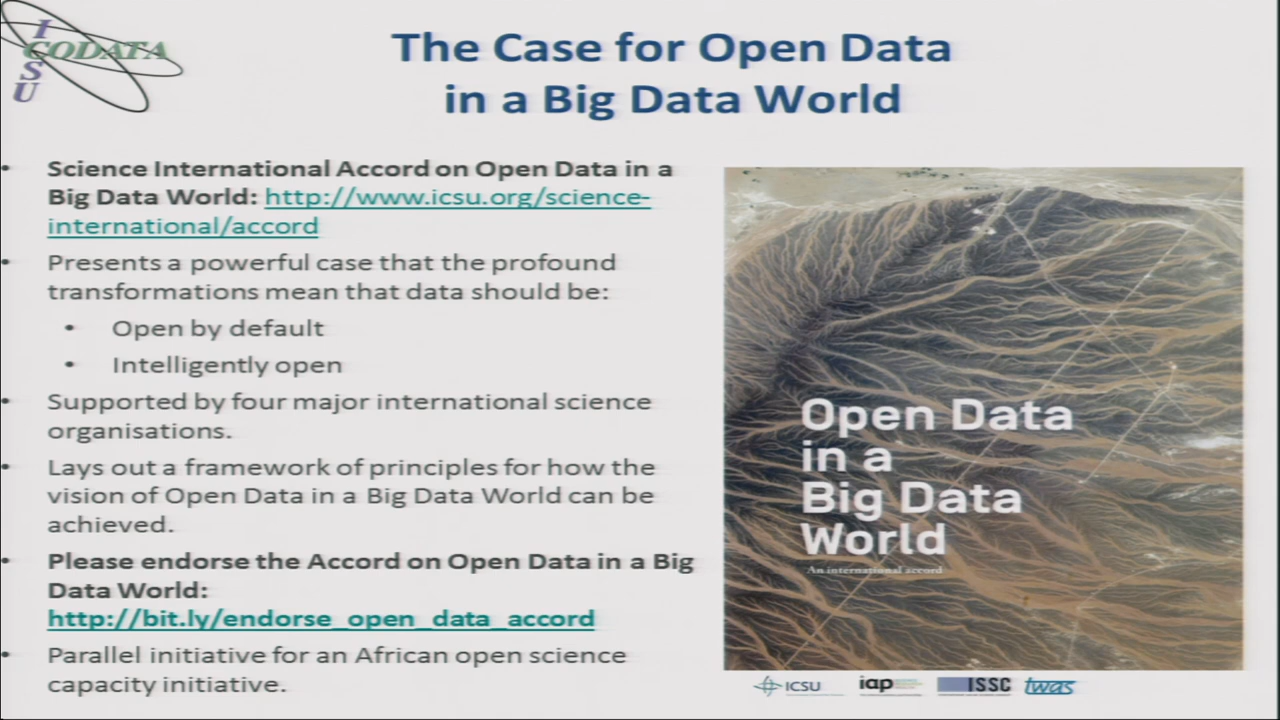 I
CODATA
S
U
The Case for Open Data
in a Big Data World
• Science International Accord on Open Data in a
Big Data World: http://www.icsu.org/science-
international/accord
• Presents a powerful case that the profound
transformations mean that data should be:
• Open by default
• Intelligently open
• Supported by four major international science
organisations.
• Lays out a framework of principles for how the
vision of Open Data in a Big Data World can be
achieved.
• Please endorse the Accord on Open Data in a Big
Data World:
http://bit.ly/endorse_open_data_accord
• Parallel initiative for an African open science
capacity initiative.
Open Data
in a
Big Data
World
An international accord
ICSU
iap
ISSC
twas